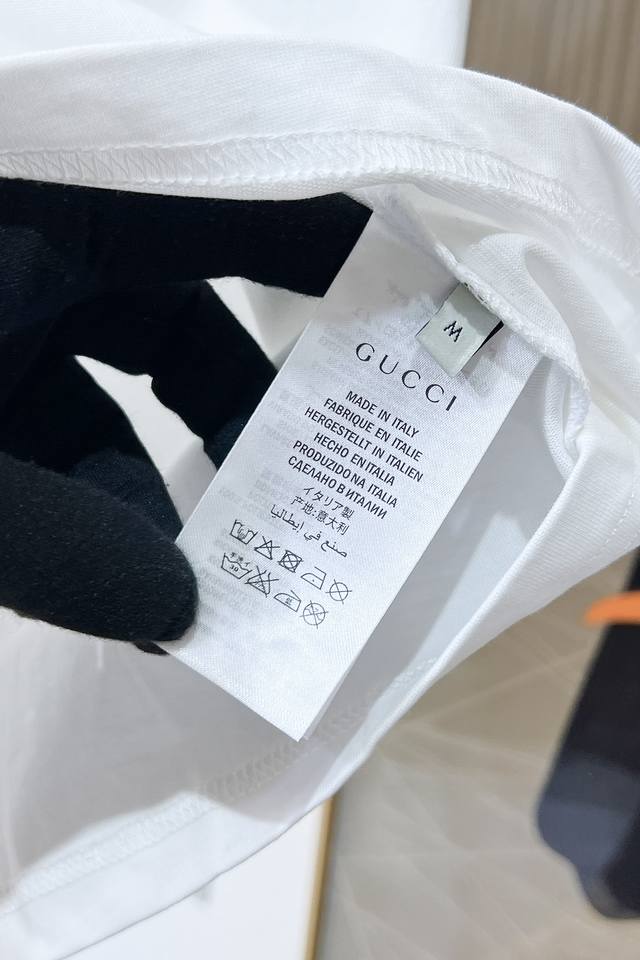 M
GUCCI
MADE IN ITALY
FABRIQUE EN ITALIE
HERGESTELLT IN ITALIEN
HECHO EN ITALIA
PRODUZIDO NA ITALIA
СДЕЛАНО В ИТАЛИИ
イタリア製
产地:意大利
صنع في إيطاليا